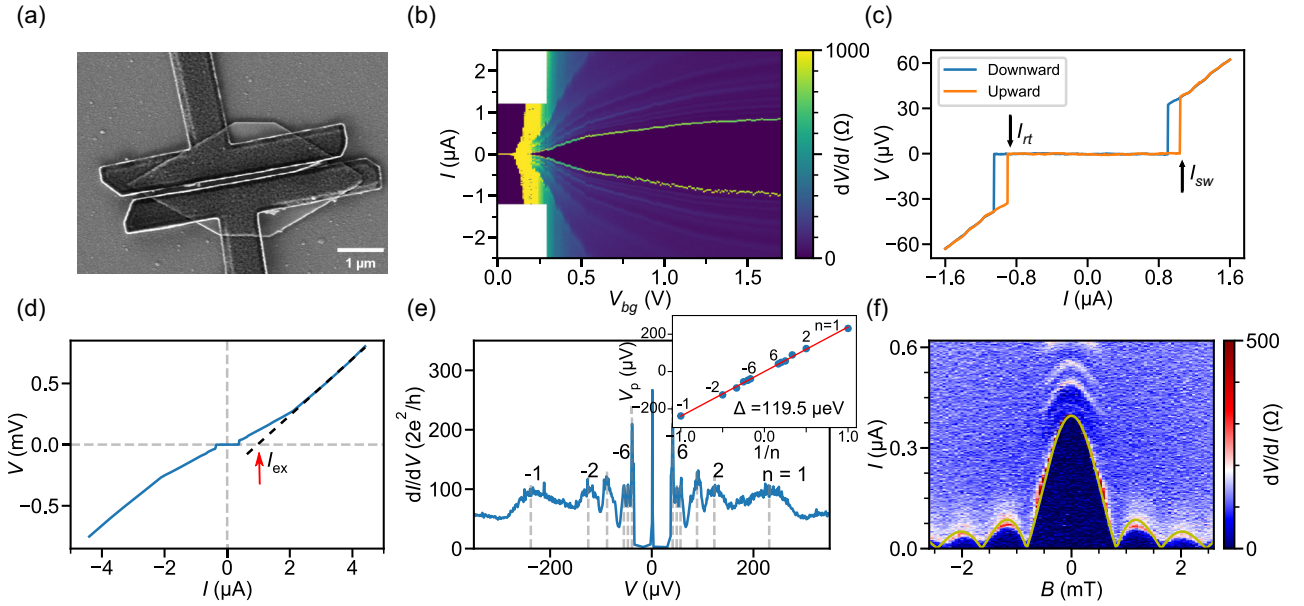 (a)
1 µm
(b)
2
1
0
−1
−2
I (µA)
0.0
0.5
1.0
1.5
V_bg (V)
1000
0
dV/dI (Ω)
(c)
Downward
Upward
I_rt
I_sw
60
30
0
−30
−60
V (µV)
−1.6
−0.8
0.0
0.8
1.6
I (µA)
(d)
0.5
0.0
−0.5
V (mV)
I_ex
−4
−2
0
2
4
I (µA)
(e)
300
200
100
0
dI/dV (2e²/h)
-1
-2
-6
6
2
n = 1
−200
0
200
V (µV)
200
0
−200
V_p (µV)
-1
-2
-6
6
2
n=1
Δ =119.5 µeV
−1.0
0.0
1.0
1/n
(f)
0.6
0.3
0.0
I (µA)
−2
0
2
B (mT)
500
0
dV/dI (Ω)